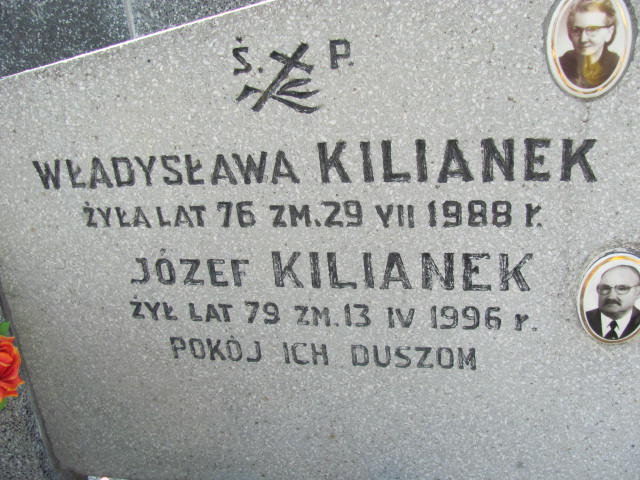 Ś. P.
WŁADYSŁAWA KILIANEK
ŻYŁA LAT 76 ZM. 29 VII 1988 r.
JÓZEF KILIANEK
ŻYŁ LAT 79 ZM. 13 IV 1996 r.
POKÓJ ICH DUSZOM